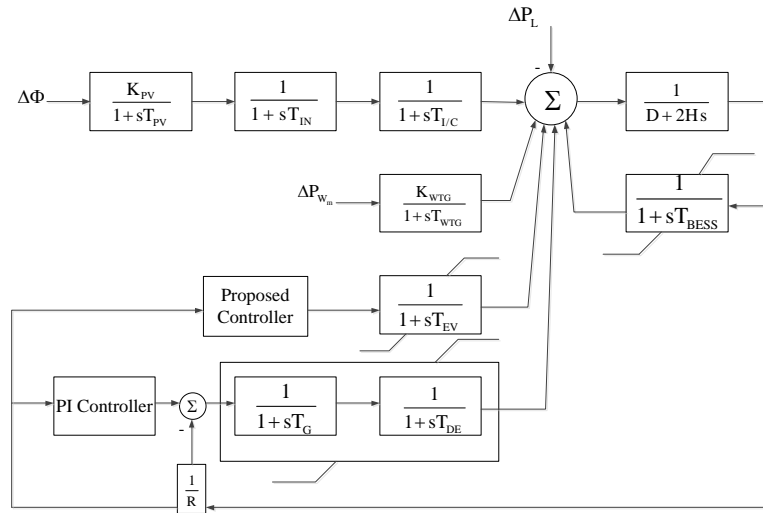 ΔP_L
-
ΔΦ
K_PV
1 + sT_PV
1
1 + sT_IN
1
1 + sT_I/C
Σ
1
D + 2Hs
ΔP_Wm
K_WTG
1 + sT_WTG
1
1 + sT_BESS
Proposed
Controller
1
1 + sT_EV
PI Controller
Σ
-
1
1 + sT_G
1
1 + sT_DE
1
R